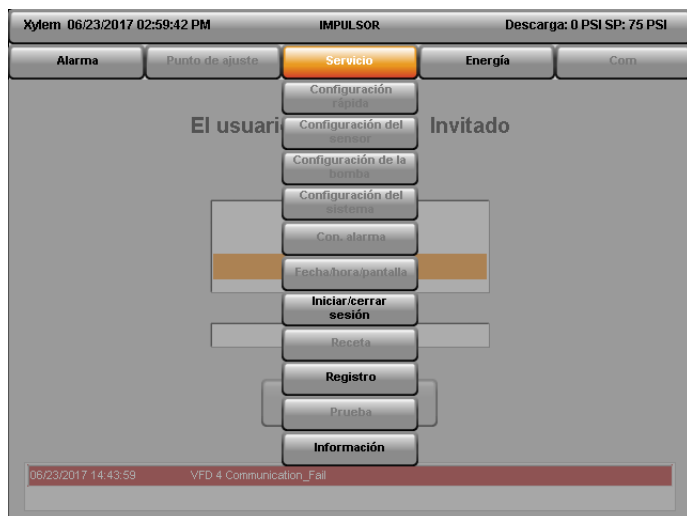 Xylem 06/23/2017 02:59:42 PM IMPULSOR Descarga: 0 PSI SP: 75 PSI
Alarma Punto de ajuste Servicio Energía Com
Configuración
rápida
El usuari Invitado
Configuración del
sensor
Configuración de la
bomba
Configuración del
sistema
Con. alarma
Fecha/hora/pantalla
Iniciar/cerrar
sesión
Receta
Registro
Prueba
Información
06/23/2017 14:43:59 VFD 4 Communication_Fail